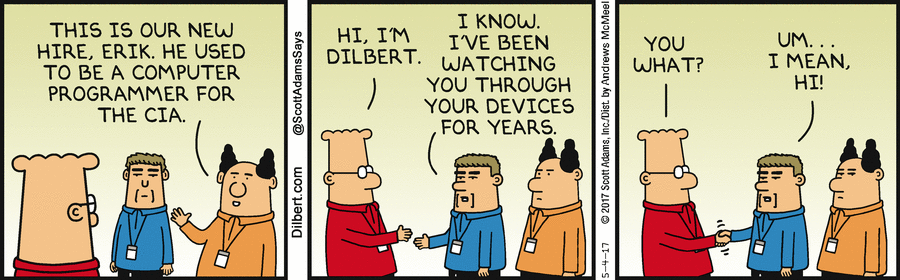 THIS IS OUR NEW
HIRE, ERIK. HE USED
TO BE A COMPUTER
PROGRAMMER FOR
THE CIA.
Dilbert.com @ScottAdamsSays
HI, I'M
DILBERT.
I KNOW.
I'VE BEEN
WATCHING
YOU THROUGH
YOUR DEVICES
FOR YEARS.
5-4-17 © 2017 Scott Adams, Inc./Dist. by Andrews McMeel
YOU
WHAT?
UM. . .
I MEAN,
HI!